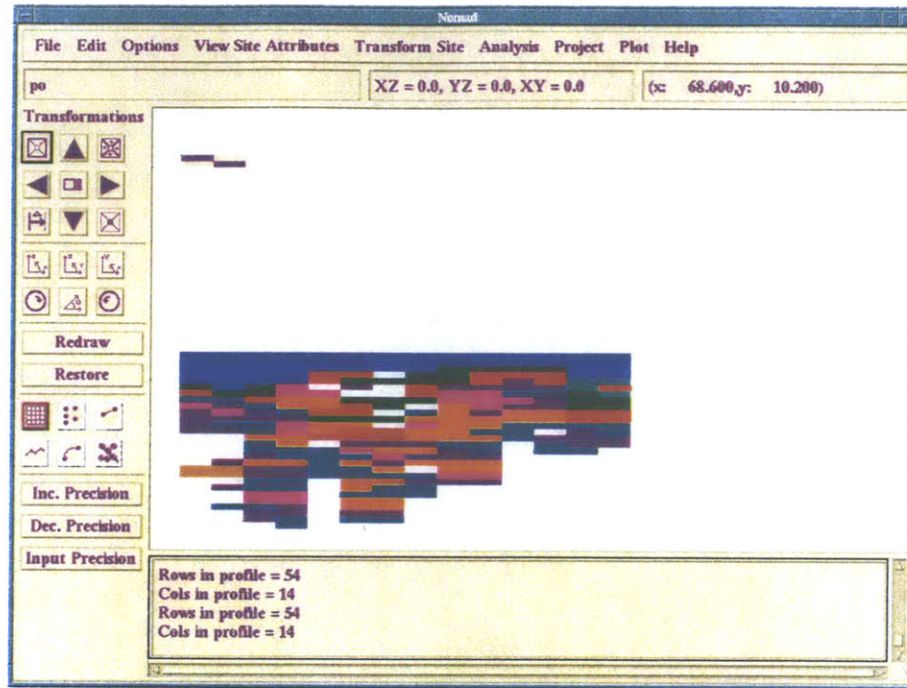 Nomad
File Edit Options View Site Attributes Transform Site Analysis Project Plot Help
po XZ = 0.0, YZ = 0.0, XY = 0.0 (x: 68.600,y: 10.200)
Transformations
Redraw
Restore
Inc. Precision
Dec. Precision
Input Precision
Rows in profile = 54
Cols in profile = 14
Rows in profile = 54
Cols in profile = 14